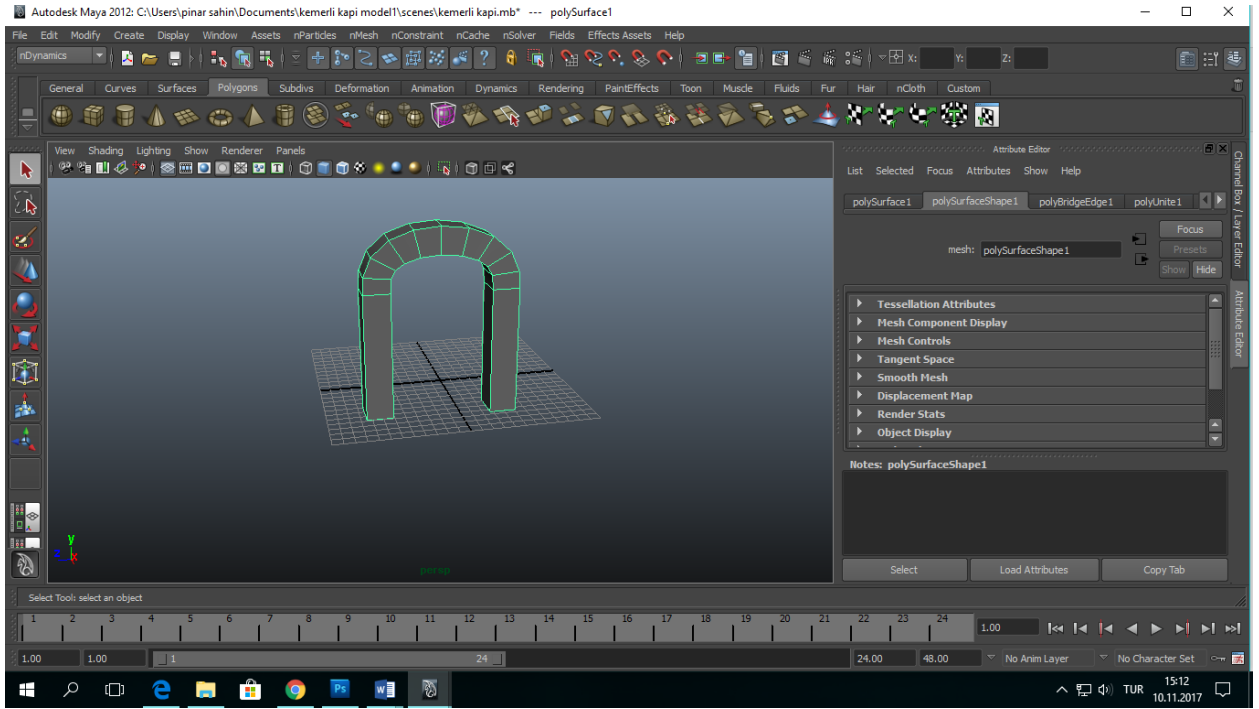 Autodesk Maya 2012: C:\Users\pinar sahin\Documents\kemerli kapi model1\scenes\kemerli kapi.mb* --- polySurface1
File Edit Modify Create Display Window Assets nParticles nMesh nConstraint nCache nSolver Fields Effects Assets Help
nDynamics X: Y: Z:
General Curves Surfaces Polygons Subdivs Deformation Animation Dynamics Rendering PaintEffects Toon Muscle Fluids Fur Hair nCloth Custom
View Shading Lighting Show Renderer Panels
Attribute Editor
List Selected Focus Attributes Show Help
polySurface1 polySurfaceShape1 polyBridgeEdge1 polyUnite1
Focus
mesh: polySurfaceShape1 Presets
Show Hide
Tessellation Attributes
Mesh Component Display
Mesh Controls
Tangent Space
Smooth Mesh
Displacement Map
Render Stats
Object Display
Notes: polySurfaceShape1
Select Load Attributes Copy Tab
Channel Box / Layer Editor
Attribute Editor
y
z x
persp
Select Tool: select an object
1 2 3 4 5 6 7 8 9 10 11 12 13 14 15 16 17 18 19 20 21 22 23 24 1.00
1.00 1.00 1 24 24.00 48.00 No Anim Layer No Character Set
Ps W TUR 15:12
10.11.2017